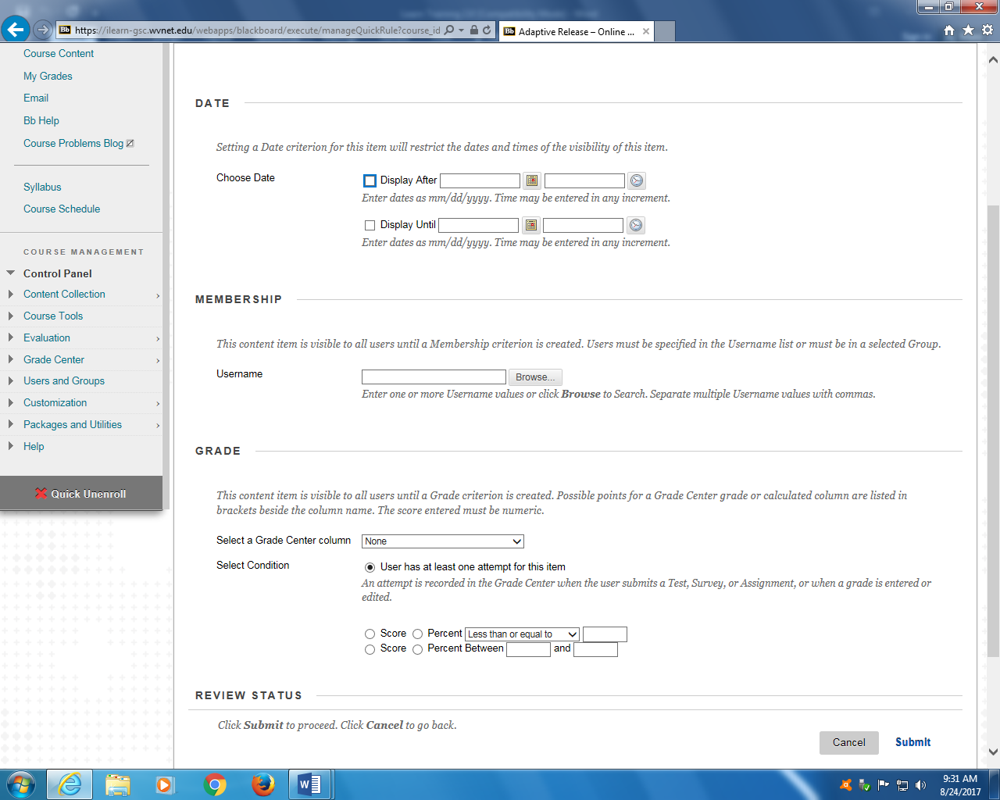 https://ilearn-gsc.wvnet.edu/webapps/blackboard/execute/manageQuickRule?course_id
Adaptive Release – Online ...
Course Content
My Grades
Email
Bb Help
Course Problems Blog
Syllabus
Course Schedule
COURSE MANAGEMENT
Control Panel
Content Collection
Course Tools
Evaluation
Grade Center
Users and Groups
Customization
Packages and Utilities
Help
Quick Unenroll
DATE
Setting a Date criterion for this item will restrict the dates and times of the visibility of this item.
Choose Date
Display After
Enter dates as mm/dd/yyyy. Time may be entered in any increment.
Display Until
Enter dates as mm/dd/yyyy. Time may be entered in any increment.
MEMBERSHIP
This content item is visible to all users until a Membership criterion is created. Users must be specified in the Username list or must be in a selected Group.
Username
Browse...
Enter one or more Username values or click Browse to Search. Separate multiple Username values with commas.
GRADE
This content item is visible to all users until a Grade criterion is created. Possible points for a Grade Center grade or calculated column are listed in
brackets beside the column name. The score entered must be numeric.
Select a Grade Center column None
Select Condition
User has at least one attempt for this item
An attempt is recorded in the Grade Center when the user submits a Test, Survey, or Assignment, or when a grade is entered or
edited.
Score Percent Less than or equal to
Score Percent Between and
REVIEW STATUS
Click Submit to proceed. Click Cancel to go back.
Cancel Submit
9:31 AM
8/24/2017